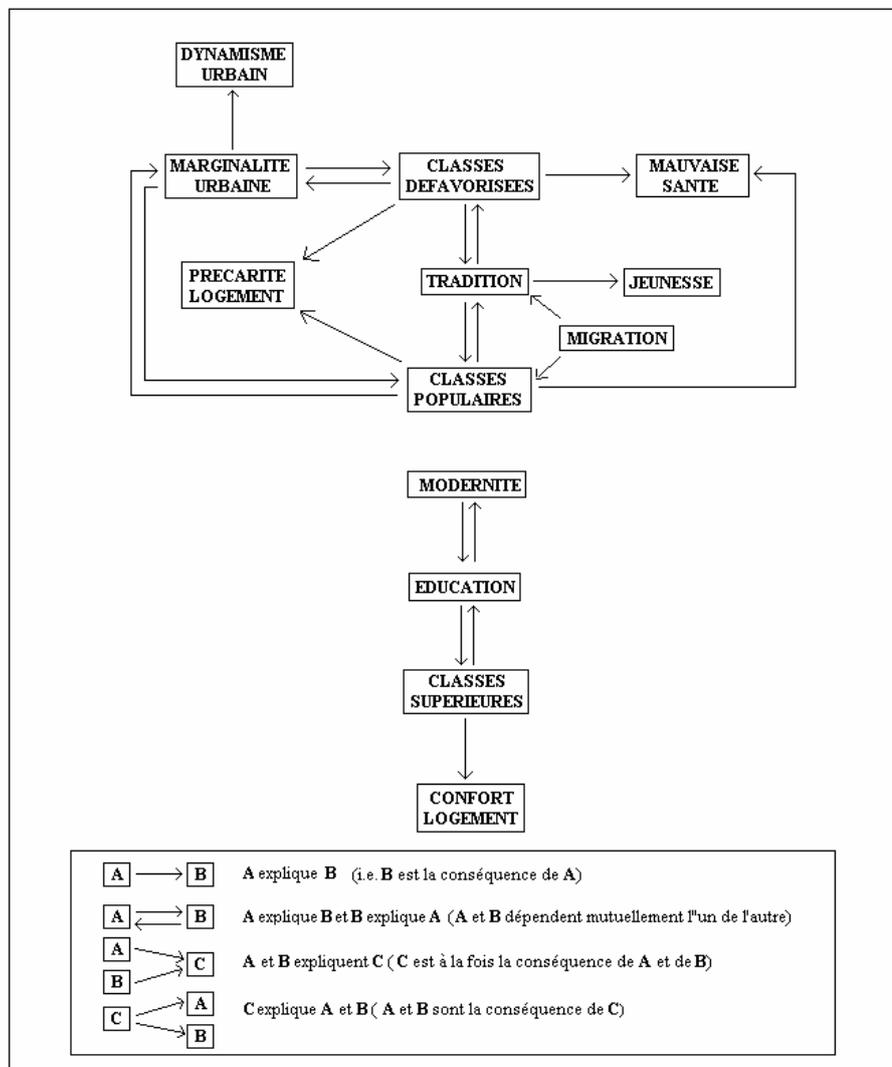 DYNAMISME
URBAIN
MARGINALITE
URBAINE
CLASSES
DEFAVORISEES
MAUVAISE
SANTE
PRECARITE
LOGEMENT
TRADITION
JEUNESSE
MIGRATION
CLASSES
POPULAIRES
MODERNITE
EDUCATION
CLASSES
SUPERIEURES
CONFORT
LOGEMENT
A B A explique B (i.e. B est la conséquence de A)
A B A explique B et B explique A (A et B dépendent mutuellement l"un de l'autre)
A
B C A et B expliquent C ( C est à la fois la conséquence de A et de B)
C A C explique A et B ( A et B sont la conséquence de C)
B